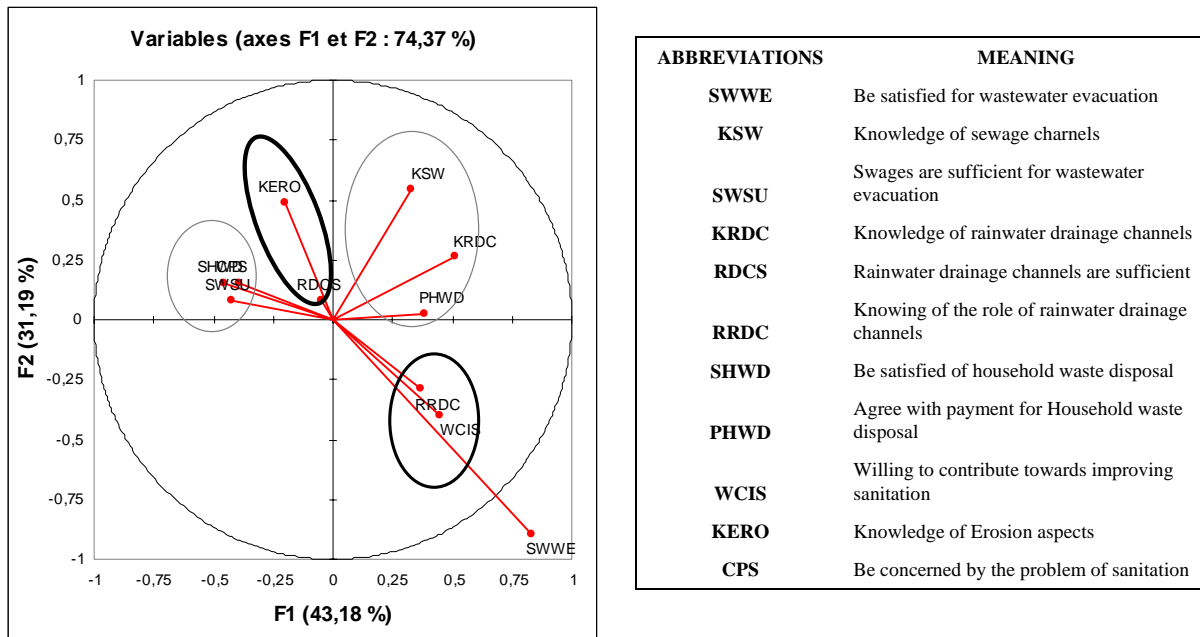 Variables (axes F1 et F2 : 74,37 %)
1
0,75
0,5
0,25
0
-0,25
-0,5
-0,75
-1
F2 (31,19 %)
KERO
KSW
KRDC
SHWD
CPS
SWSU
RDCS
PHWD
RRDC
WCIS
SWWE
-1 -0,75 -0,5 -0,25 0 0,25 0,5 0,75 1
F1 (43,18 %)
ABBREVIATIONS MEANING
SWWE Be satisfied for wastewater evacuation
KSW Knowledge of sewage channels
Swages are sufficient for wastewater
SWSU
evacuation
KRDC Knowledge of rainwater drainage channels
RDCS Rainwater drainage channels are sufficient
Knowing of the role of rainwater drainage
RRDC
channels
SHWD Be satisfied of household waste disposal
Agree with payment for Household waste
PHWD
disposal
Willing to contribute towards improving
WCIS
sanitation
KERO Knowledge of Erosion aspects
CPS Be concerned by the problem of sanitation